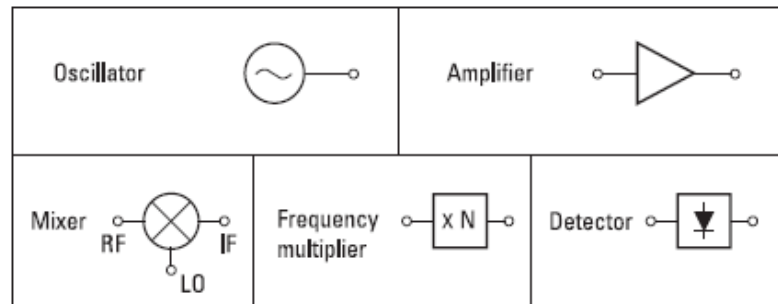 Oscillator
Amplifier
Mixer
RF
IF
LO
Frequency
multiplier
x N
Detector